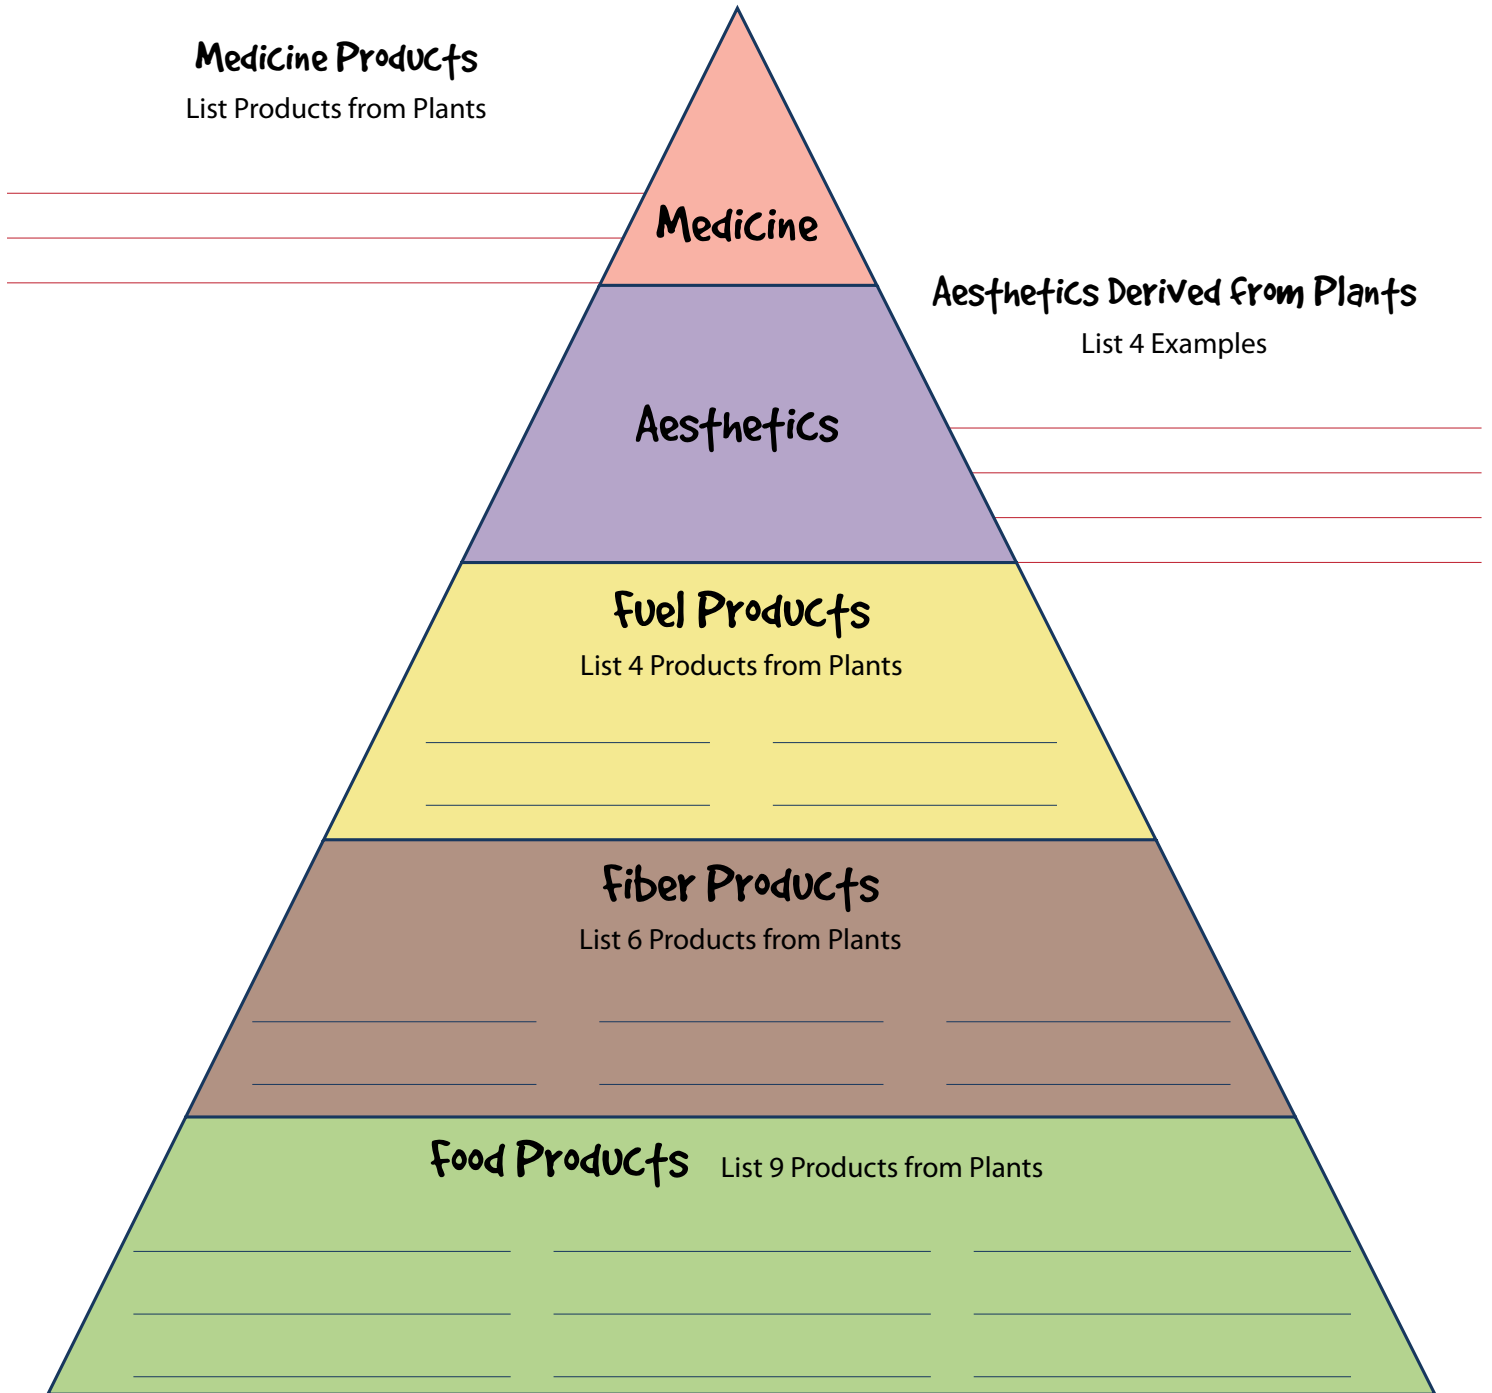 Medicine Products
List Products from Plants
Medicine
Aesthetics Derived from Plants
List 4 Examples
Aesthetics
Fuel Products
List 4 Products from Plants
Fiber Products
List 6 Products from Plants
Food Products List 9 Products from Plants